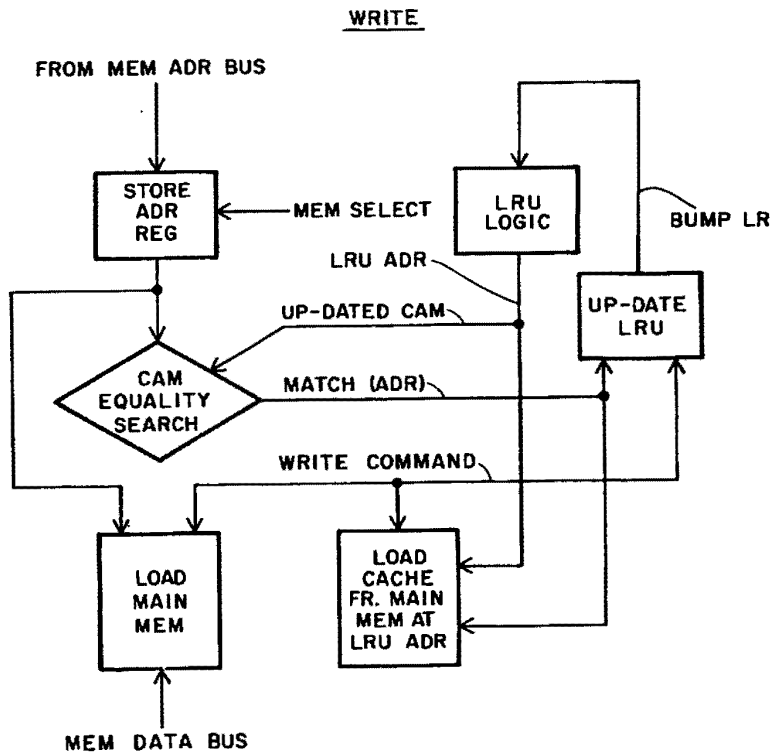 WRITE
FROM MEM ADR BUS
STORE
ADR
REG
MEM SELECT
LRU
LOGIC
BUMP LR
LRU ADR
UP-DATE
LRU
UP-DATED CAM
CAM
EQUALITY
SEARCH
MATCH (ADR)
WRITE COMMAND
LOAD
MAIN
MEM
LOAD
CACHE
FR. MAIN
MEM AT
LRU ADR
MEM DATA BUS